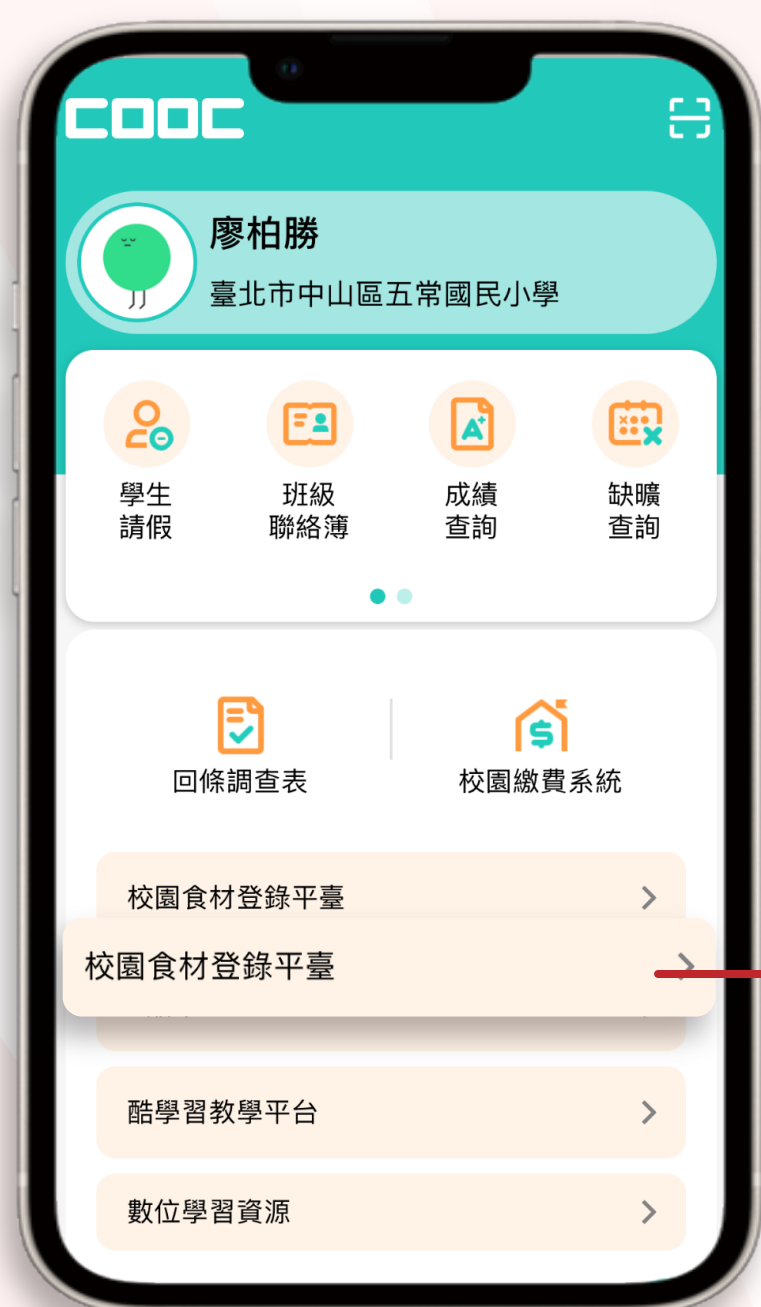 COOC
廖柏勝
臺北市中山區五常國民小學
學生
請假
班級
聯絡簿
成績
查詢
缺曠
查詢
回條調查表
校園繳費系統
校園食材登錄平臺
校園食材登錄平臺
酷學習教學平台
數位學習資源